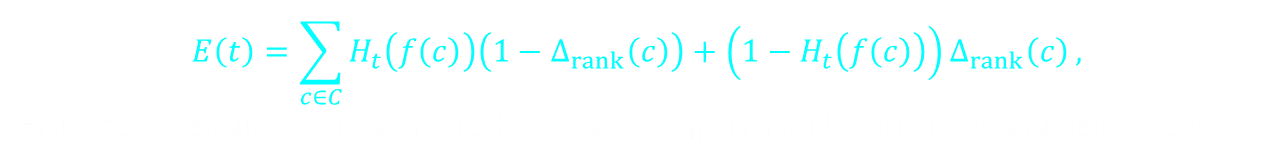 E(t) = ∑_{c∈C} H_t(f(c))(1 − Δ_rank(c)) + (1 − H_t(f(c))) Δ_rank(c) ,